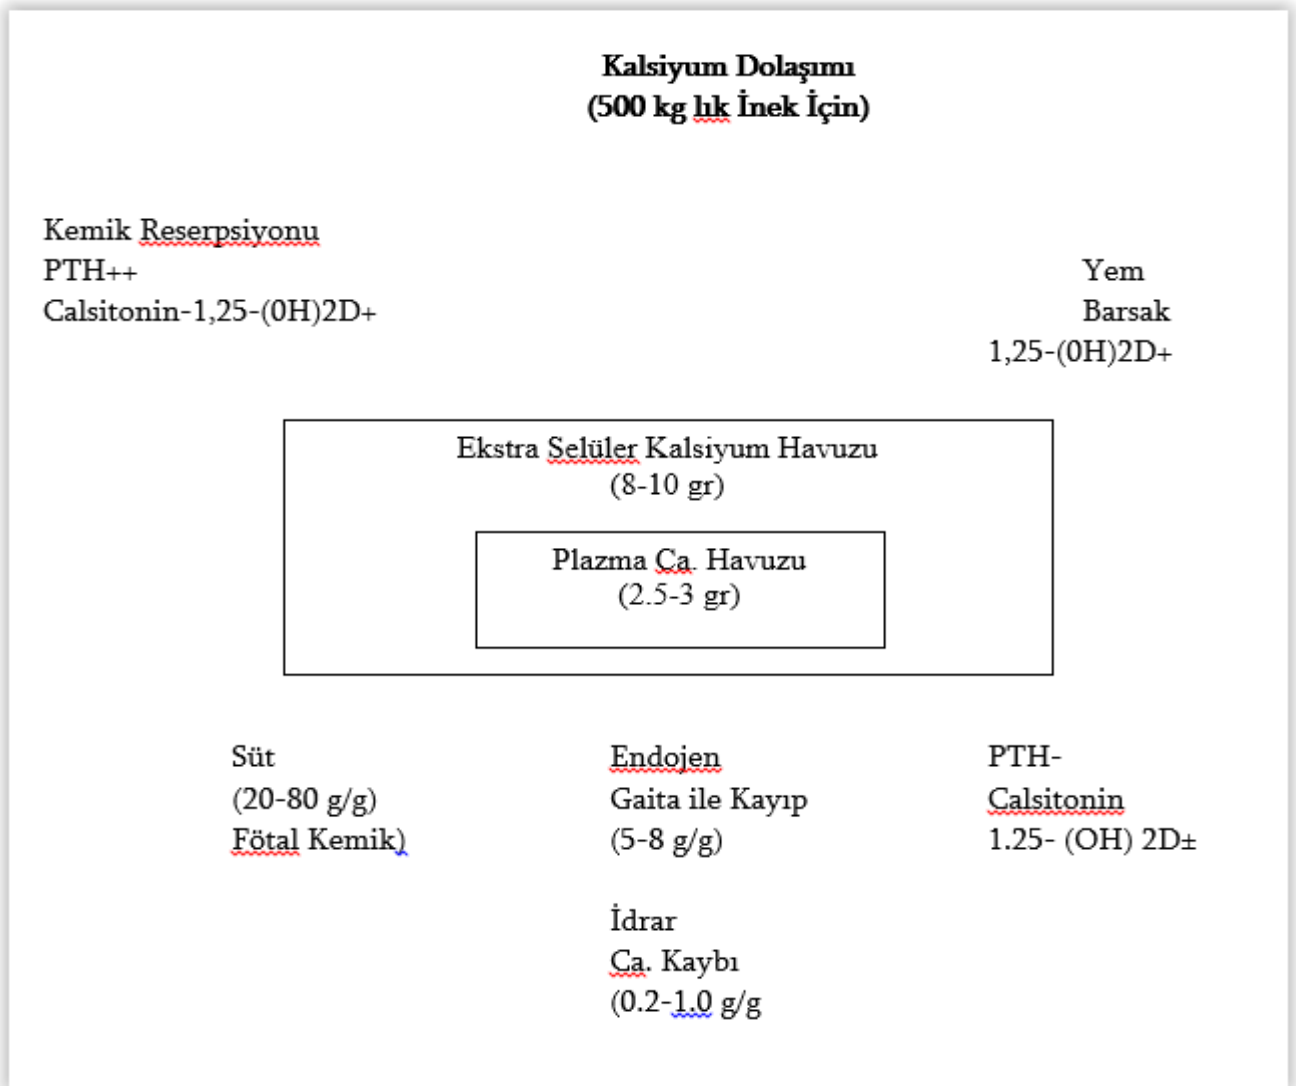 Kalsiyum Dolaşımı
(500 kg lık İnek İçin)
Kemik Reserpsiyonu
PTH++
Calsitonin-1,25-(0H)2D+
Yem
Barsak
1,25-(0H)2D+
Ekstra Selüler Kalsiyum Havuzu
(8-10 gr)
Plazma Ca. Havuzu
(2.5-3 gr)
Süt
(20-80 g/g)
Fötal Kemik)
Endojen
Gaita ile Kayıp
(5-8 g/g)
İdrar
Ca. Kaybı
(0.2-1.0 g/g
PTH-
Calsitonin
1.25- (OH) 2D±